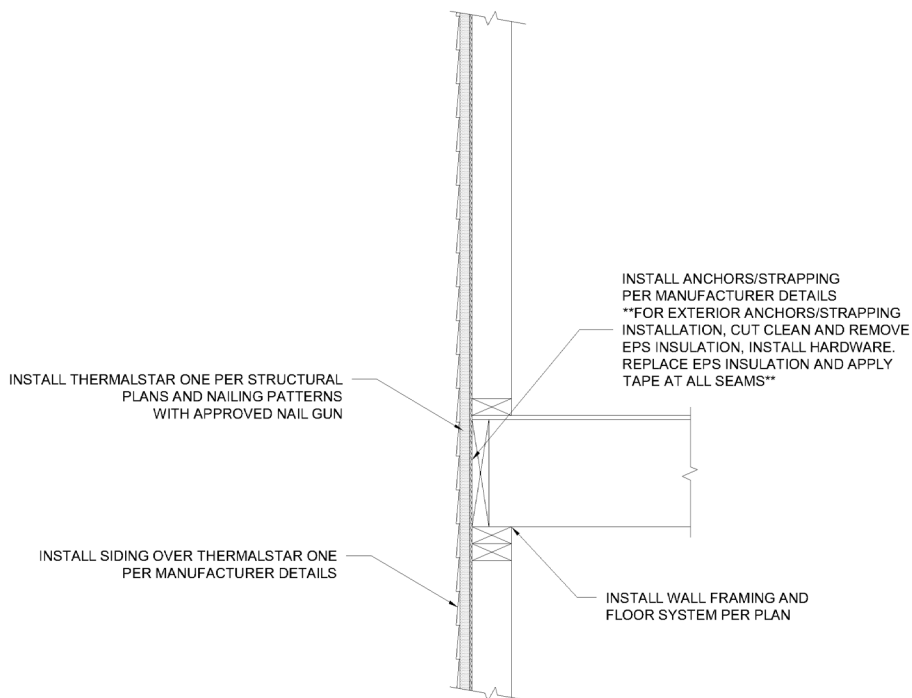 INSTALL ANCHORS/STRAPPING
PER MANUFACTURER DETAILS
**FOR EXTERIOR ANCHORS/STRAPPING
INSTALLATION, CUT CLEAN AND REMOVE
EPS INSULATION, INSTALL HARDWARE.
REPLACE EPS INSULATION AND APPLY
TAPE AT ALL SEAMS**
INSTALL THERMALSTAR ONE PER STRUCTURAL
PLANS AND NAILING PATTERNS
WITH APPROVED NAIL GUN
INSTALL SIDING OVER THERMALSTAR ONE
PER MANUFACTURER DETAILS
INSTALL WALL FRAMING AND
FLOOR SYSTEM PER PLAN